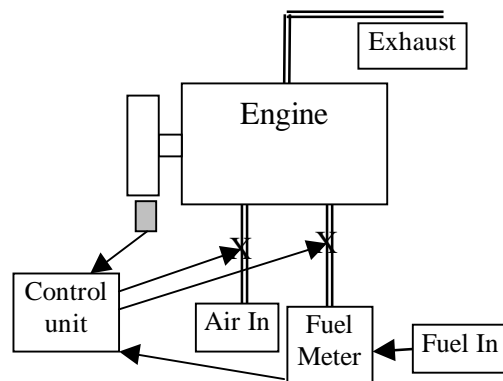 Exhaust
Engine
X
X
Control
unit
Air In
Fuel
Meter
Fuel In